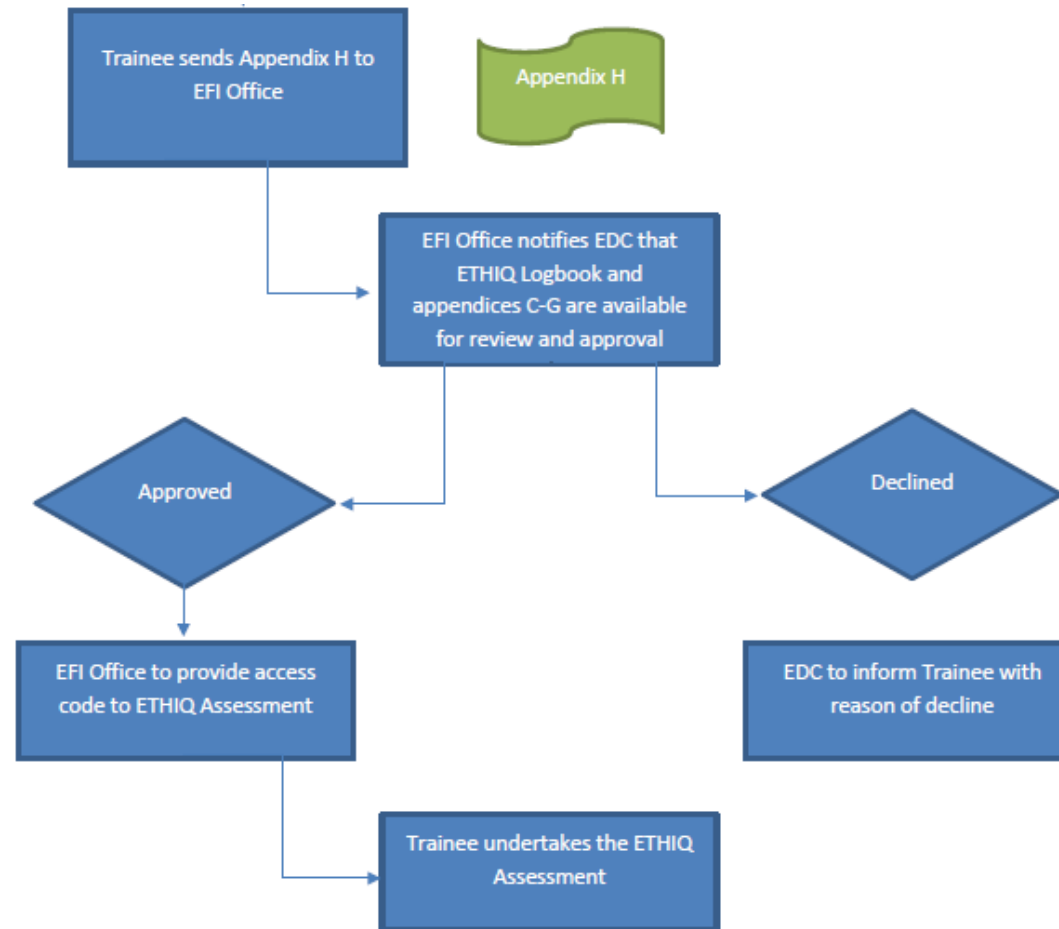 Trainee sends Appendix H to
EFI Office
Appendix H
EFI Office notifies EDC that
ETHIQ Logbook and
appendices C-G are available
for review and approval
Approved
Declined
EFI Office to provide access
code to ETHIQ Assessment
EDC to inform Trainee with
reason of decline
Trainee undertakes the ETHIQ
Assessment